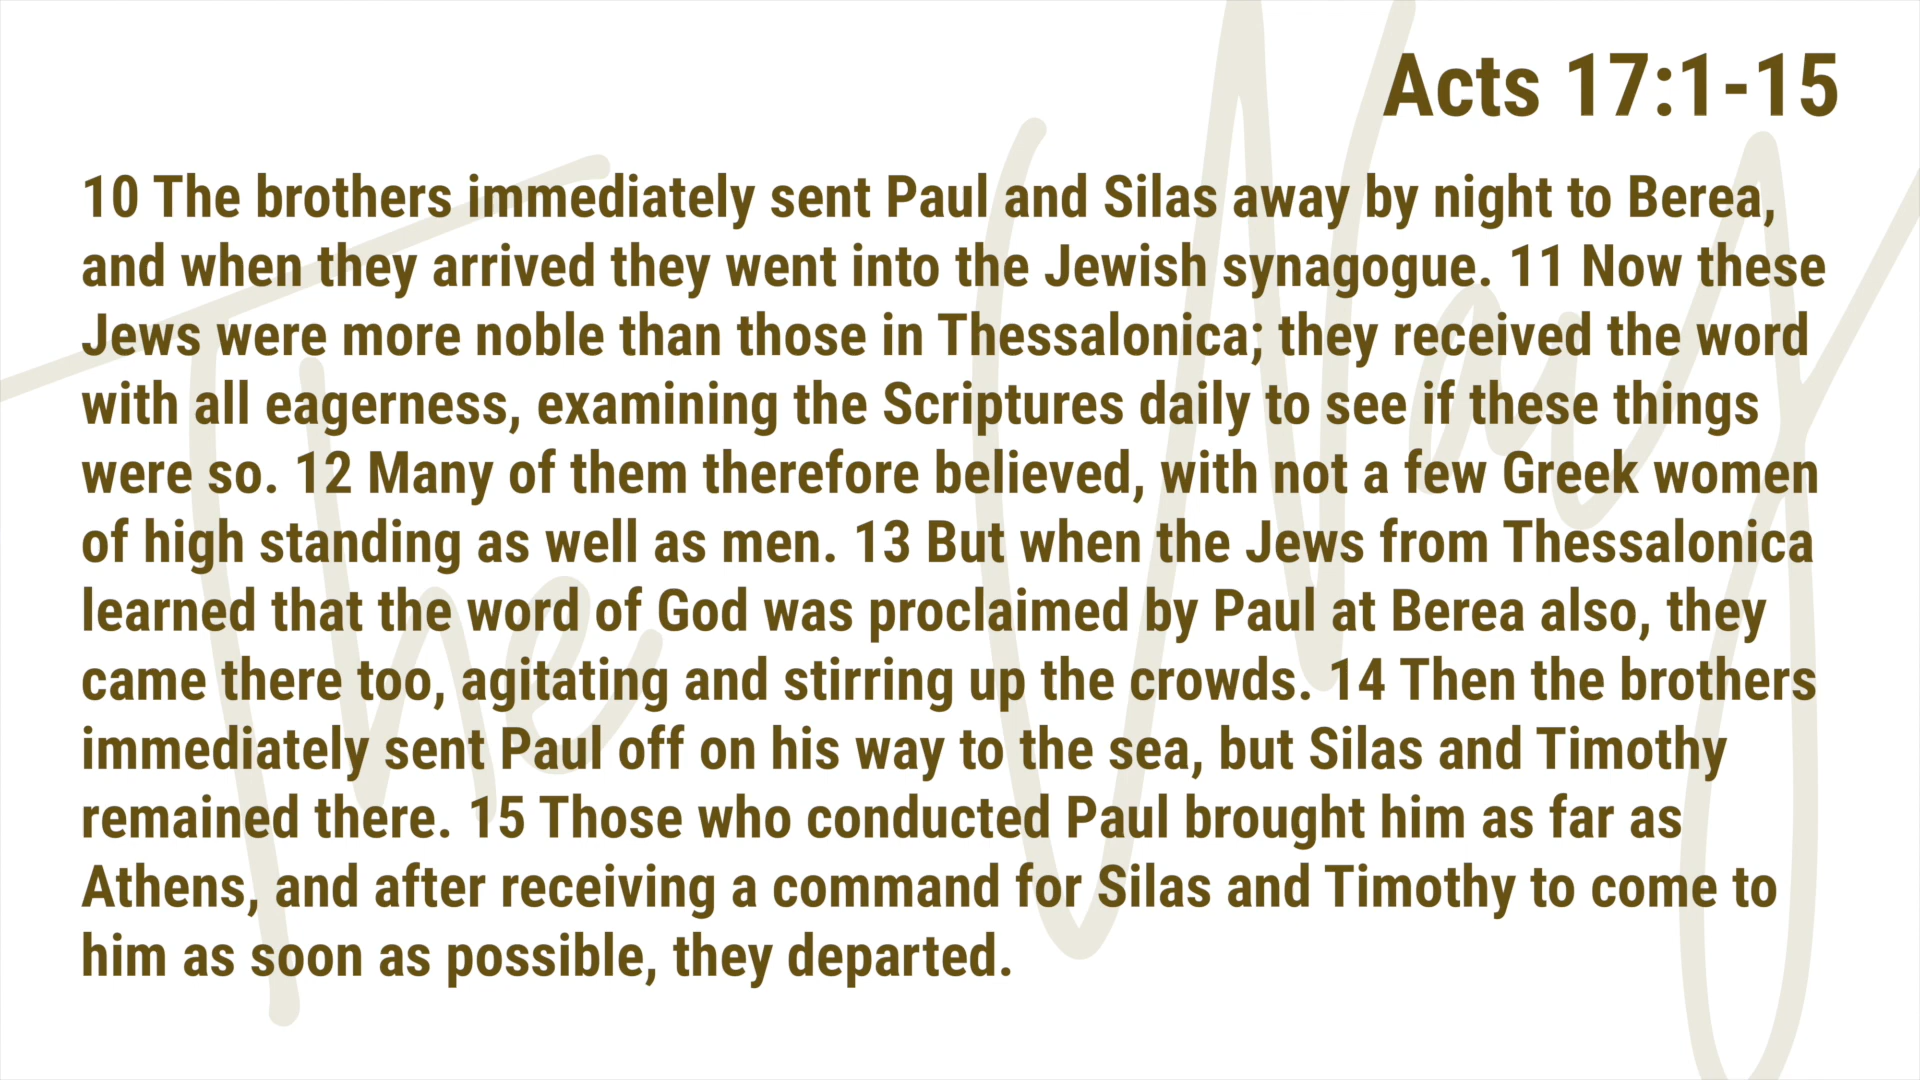 Acts 17:1-15
10 The brothers immediately sent Paul and Silas away by night to Berea,
and when they arrived they went into the Jewish synagogue. 11 Now these
Jews were more noble than those in Thessalonica; they received the word
with all eagerness, examining the Scriptures daily to see if these things
were so. 12 Many of them therefore believed, with not a few Greek women
of high standing as well as men. 13 But when the Jews from Thessalonica
learned that the word of God was proclaimed by Paul at Berea also, they
came there too, agitating and stirring up the crowds. 14 Then the brothers
immediately sent Paul off on his way to the sea, but Silas and Timothy
remained there. 15 Those who conducted Paul brought him as far as
Athens, and after receiving a command for Silas and Timothy to come to
him as soon as possible, they departed.
The Way